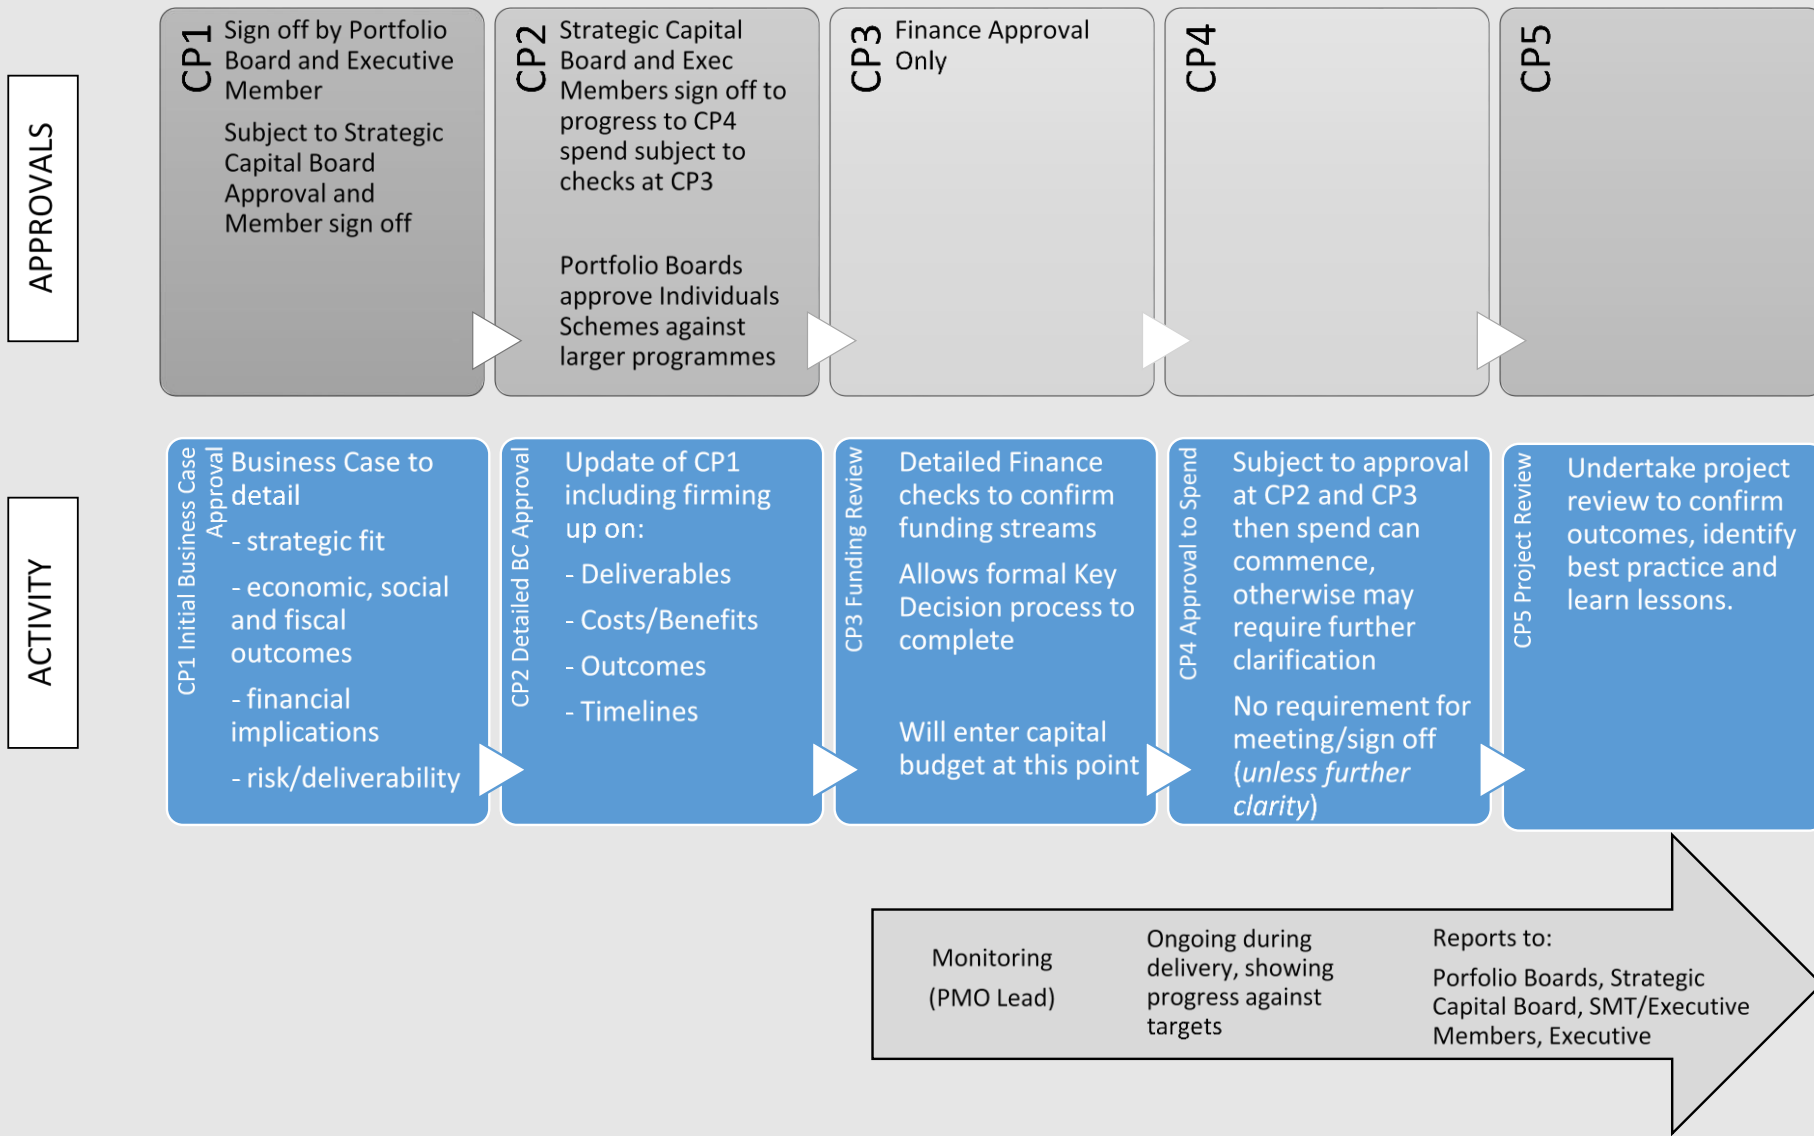 APPROVALS
CP1
Sign off by Portfolio
Board and Executive
Member
Subject to Strategic
Capital Board
Approval and
Member sign off
CP2
Strategic Capital
Board and Exec
Members sign off to
progress to CP4
spend subject to
checks at CP3
Portfolio Boards
approve Individuals
Schemes against
larger programmes
CP3
Finance Approval
Only
CP4
CP5
ACTIVITY
CP1 Initial Business Case
Approval
Business Case to
detail
- strategic fit
- economic, social
and fiscal
outcomes
- financial
implications
- risk/deliverability
CP2 Detailed BC Approval
Update of CP1
including firming
up on:
- Deliverables
- Costs/Benefits
- Outcomes
- Timelines
CP3 Funding Review
Detailed Finance
checks to confirm
funding streams
Allows formal Key
Decision process to
complete
Will enter capital
budget at this point
CP4 Approval to Spend
Subject to approval
at CP2 and CP3
then spend can
commence,
otherwise may
require further
clarification
No requirement for
meeting/sign off
(unless further
clarity)
CP5 Project Review
Undertake project
review to confirm
outcomes, identify
best practice and
learn lessons.
Monitoring
(PMO Lead)
Ongoing during
delivery, showing
progress against
targets
Reports to:
Porfolio Boards, Strategic
Capital Board, SMT/Executive
Members, Executive